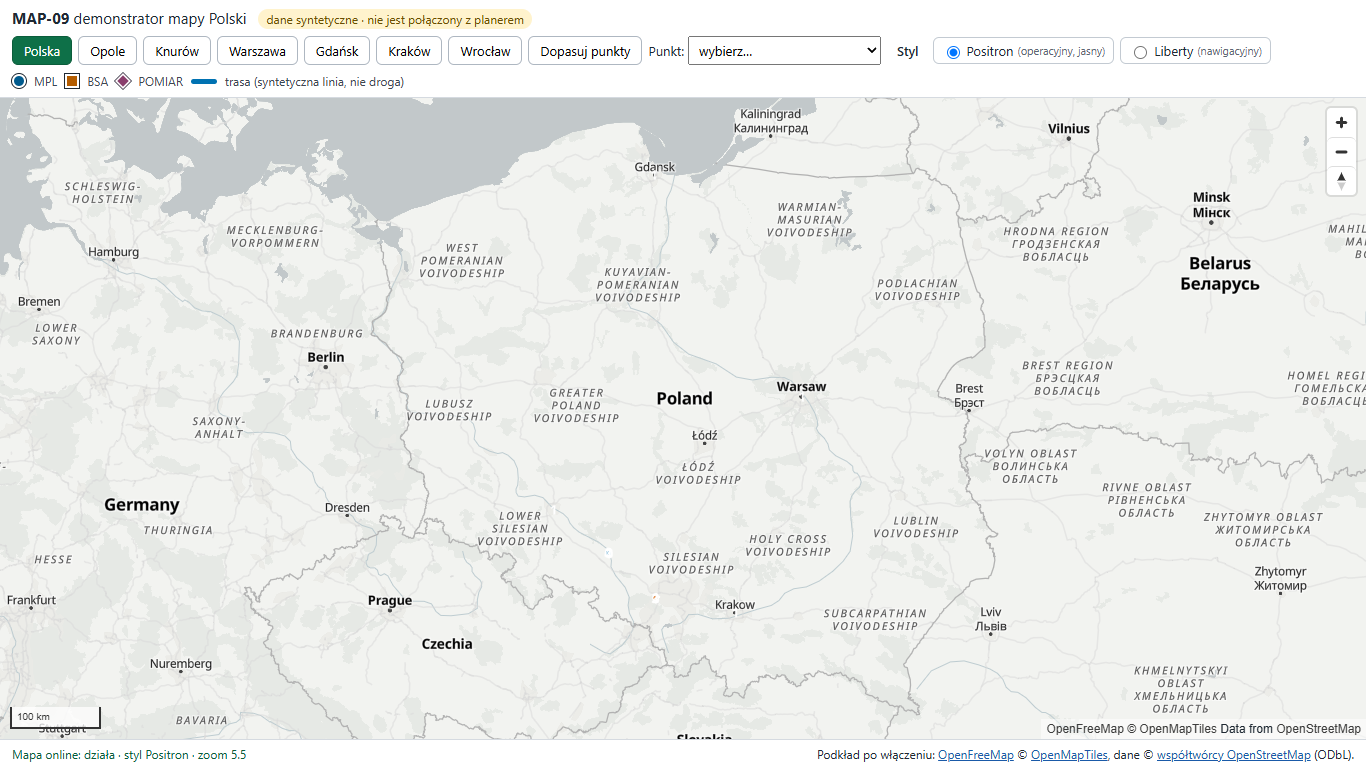 MAP-09 demonstrator mapy Polski
dane syntetyczne · nie jest połączony z planerem
Polska
Opole
Knurów
Warszawa
Gdańsk
Kraków
Wrocław
Dopasuj punkty
Punkt:
wybierz...
Styl
Positron (operacyjny, jasny)
Liberty (nawigacyjny)
MPL
BSA
POMIAR
trasa (syntetyczna linia, nie droga)
Kaliningrad
Калининград
Vilnius
Gdansk
SCHLESWIG-
HOLSTEIN
Minsk
Мінск
WARMIAN-
MASURIAN
VOIVODESHIP
MECKLENBURG-
VORPOMMERN
HRODNA REGION
ГРОДЗЕНСКАЯ
ВОБЛАСЦЬ
Hamburg
WEST
POMERANIAN
VOIVODESHIP
Belarus
Беларусь
KUYAVIAN-
POMERANIAN
VOIVODESHIP
PODLACHIAN
VOIVODESHIP
Bremen
LOWER
SAXONY
BRANDENBURG
Berlin
BREST REGION
БРЭСЦКАЯ
ВОБЛАСЦЬ
Warsaw
Brest
Брэст
GREATER
POLAND
VOIVODESHIP
Poland
LUBUSZ
VOIVODESHIP
SAXONY-
ANHALT
Łódź
ŁÓDŹ
VOIVODESHIP
VOLYN OBLAST
ВОЛИНСЬКА
ОБЛАСТЬ
RIVNE OBLAST
РІВНЕНСЬКА
ОБЛАСТЬ
Germany
Dresden
THURINGIA
LOWER
SILESIAN
VOIVODESHIP
LUBLIN
VOIVODESHIP
ZHYTOMYR OBLAST
ЖИТОМИРСЬКА
ОБЛАСТЬ
HOLY CROSS
VOIVODESHIP
HESSE
SILESIAN
VOIVODESHIP
Zhytomyr
Житомир
Frankfurt
Prague
Krakow
SUBCARPATHIAN
VOIVODESHIP
Lviv
Львів
Czechia
Nuremberg
KHMELNYTSKYI
OBLAST
ХМЕЛЬНИЦЬКА
ОБЛАСТЬ
100 km
Stuttgart
BAVARIA
Slovakia
OpenFreeMap © OpenMapTiles Data from OpenStreetMap
Mapa online: działa · styl Positron · zoom 5.5
Podkład po włączeniu: OpenFreeMap © OpenMapTiles, dane © współtwórcy OpenStreetMap (ODbL).